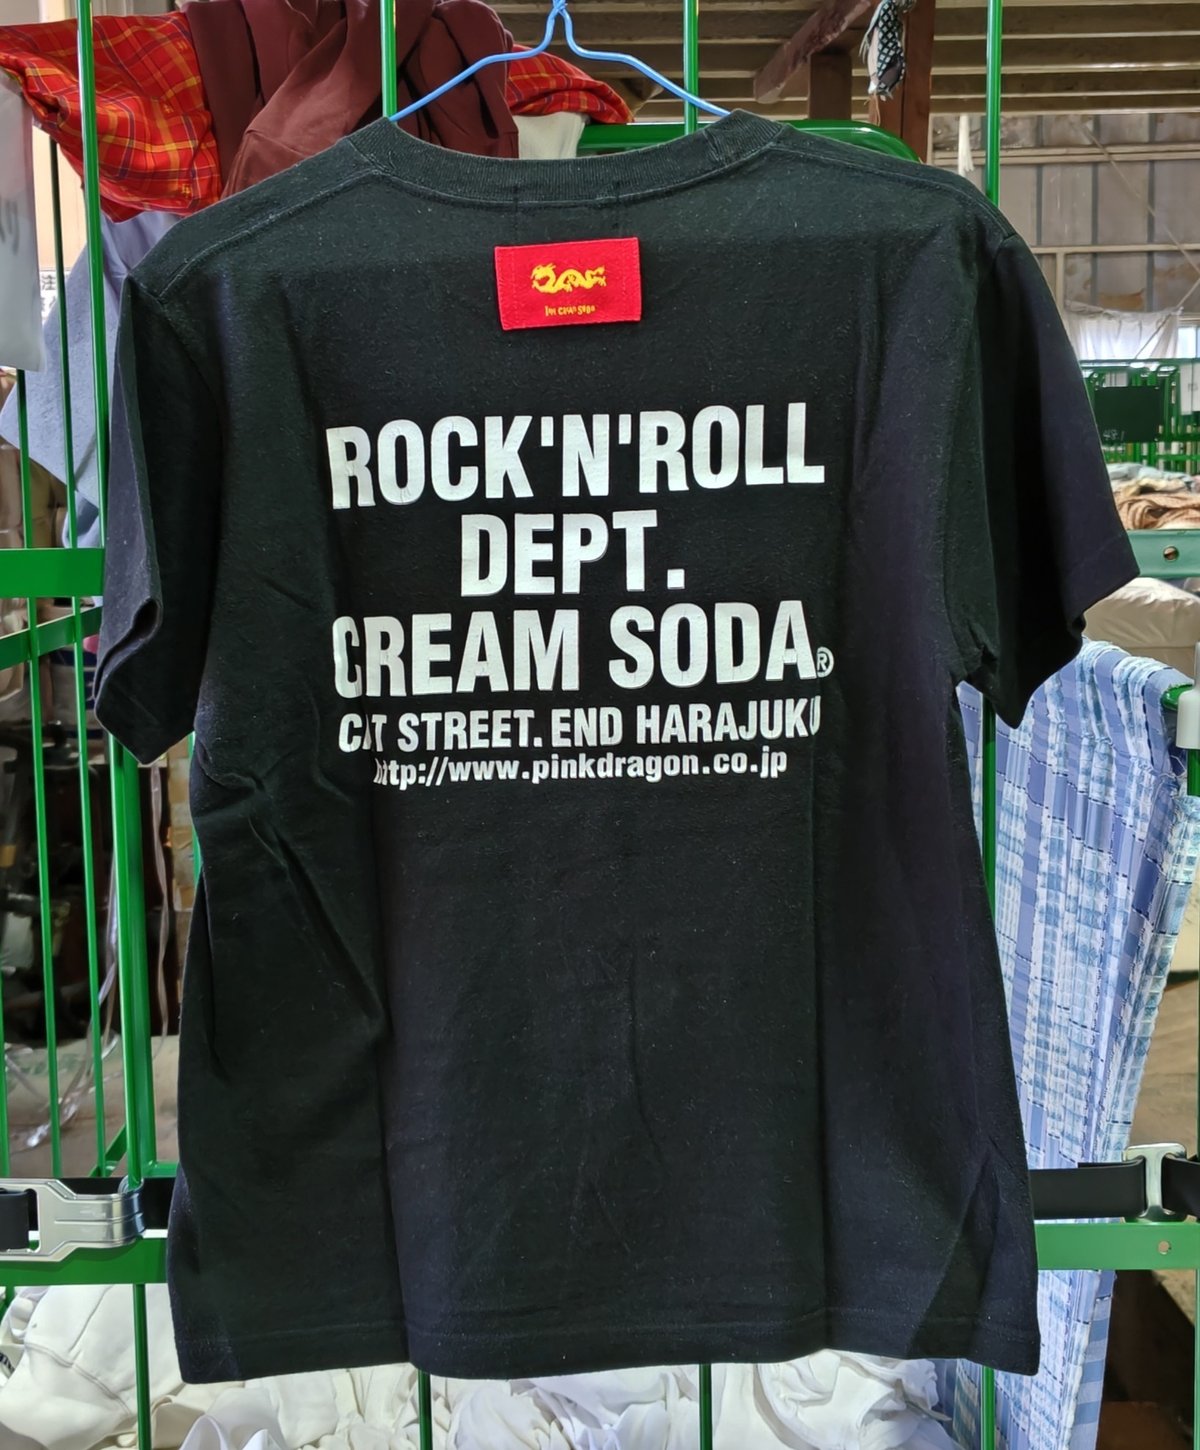 ROCK'N'ROLL
DEPT.
CREAM SODA®
CAT STREET. END HARAJUKU
http://www.pinkdragon.co.jp